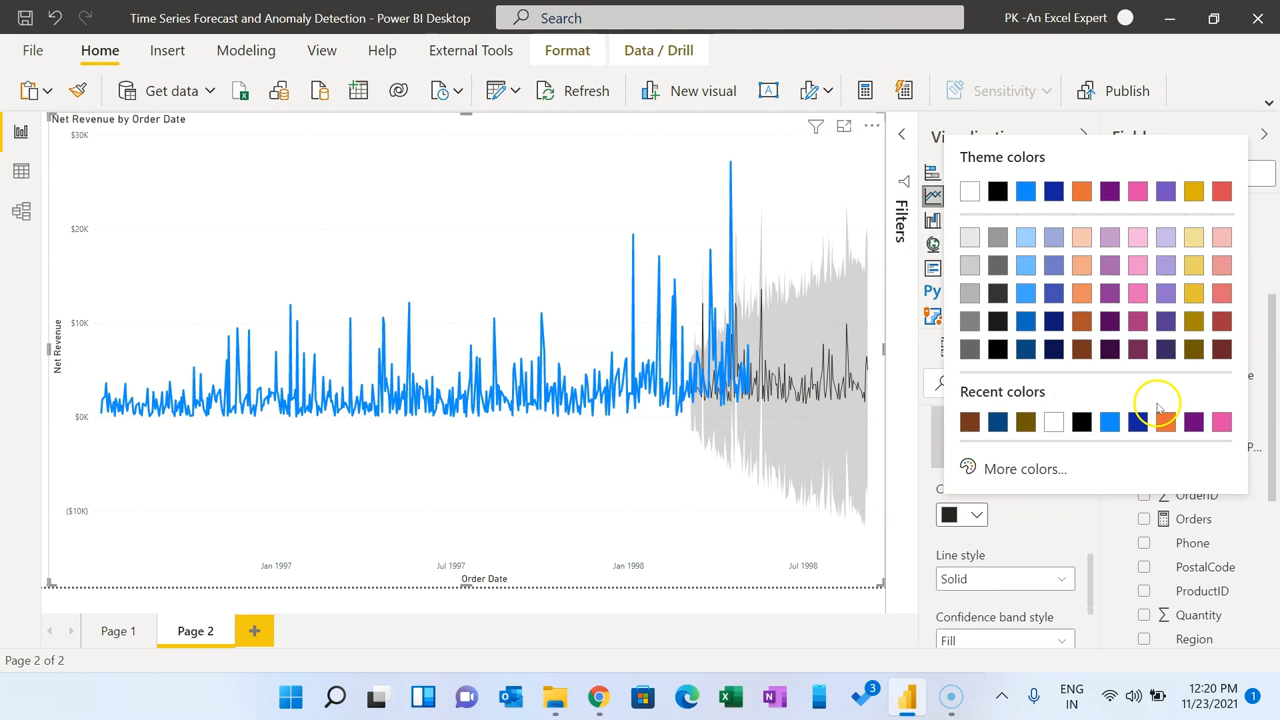 Time Series Forecast and Anomaly Detection - Power BI Desktop
Search
PK -An Excel Expert
File
Home
Insert
Modeling
View
Help
External Tools
Format
Data / Drill
Get data
Refresh
New visual
Sensitivity
Publish
Net Revenue by Order Date
$30K
$20K
$10K
$0K
($10K)
Net Revenue
Jan 1997
Jul 1997
Jan 1998
Jul 1998
Order Date
Filters
Theme colors
Recent colors
More colors...
Py
Line style
Solid
Confidence band style
Fill
OrderID
Orders
Phone
PostalCode
ProductID
Quantity
Region
Page 1
Page 2
Page 2 of 2
3
ENG
IN
12:20 PM
11/23/2021
1